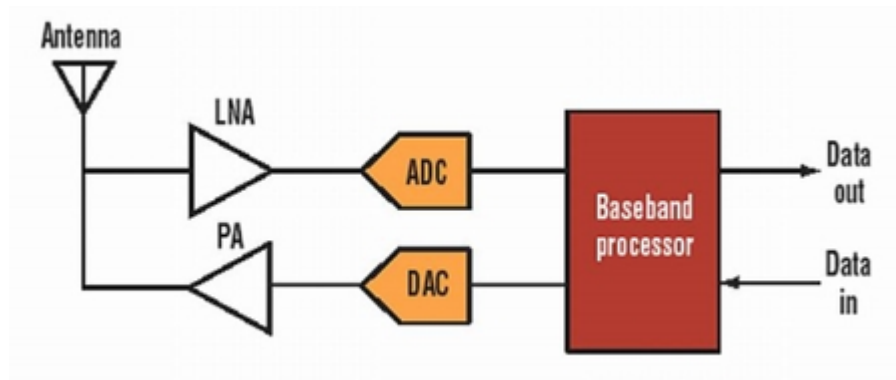 Antenna
LNA
ADC
Baseband
processor
Data
out
PA
DAC
Data
in